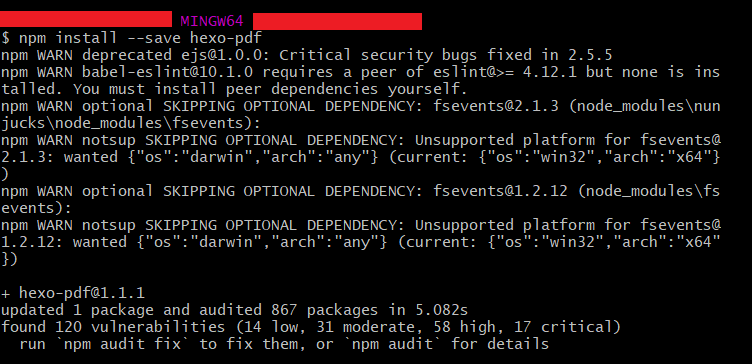 MINGW64
$ npm install --save hexo-pdf
npm WARN deprecated ejs@1.0.0: Critical security bugs fixed in 2.5.5
npm WARN babel-eslint@10.1.0 requires a peer of eslint@>= 4.12.1 but none is ins
talled. You must install peer dependencies yourself.
npm WARN optional SKIPPING OPTIONAL DEPENDENCY: fsevents@2.1.3 (node_modules\nun
jucks\node_modules\fsevents):
npm WARN notsup SKIPPING OPTIONAL DEPENDENCY: Unsupported platform for fsevents@
2.1.3: wanted {"os":"darwin","arch":"any"} (current: {"os":"win32","arch":"x64"}
)
npm WARN optional SKIPPING OPTIONAL DEPENDENCY: fsevents@1.2.12 (node_modules\fs
events):
npm WARN notsup SKIPPING OPTIONAL DEPENDENCY: Unsupported platform for fsevents@
1.2.12: wanted {"os":"darwin","arch":"any"} (current: {"os":"win32","arch":"x64"
})
+ hexo-pdf@1.1.1
updated 1 package and audited 867 packages in 5.082s
found 120 vulnerabilities (14 low, 31 moderate, 58 high, 17 critical)
run `npm audit fix` to fix them, or `npm audit` for details